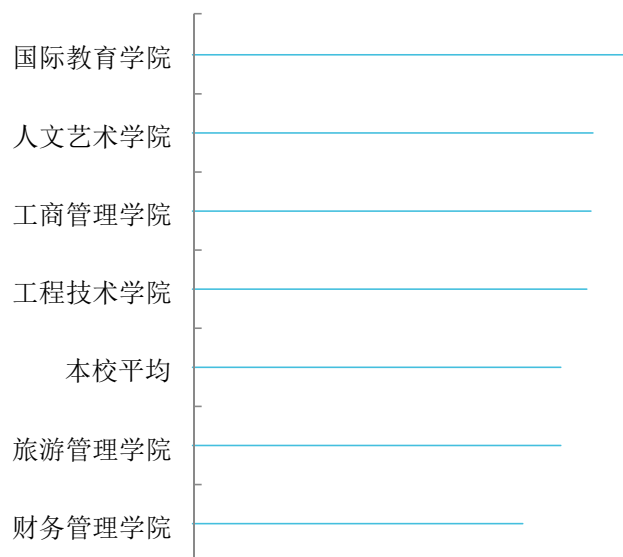 国际教育学院
人文艺术学院
工商管理学院
工程技术学院
本校平均
旅游管理学院
财务管理学院